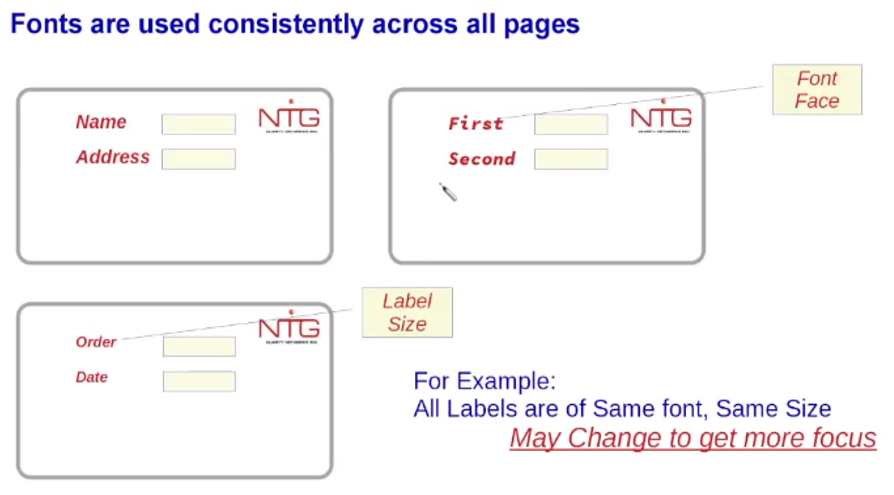 Fonts are used consistently across all pages
Font
Face
Name
NTG
Address
First
NTG
Second
Label
Size
Order
NTG
Date
For Example:
All Labels are of Same font, Same Size
May Change to get more focus